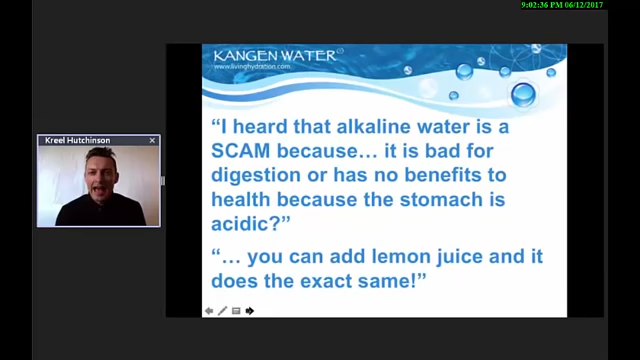 9:02:36 PM 06/12/2017
KANGEN WATER
www.livinghydration.com
Kreel Hutchinson
“I heard that alkaline water is a
SCAM because... it is bad for
digestion or has no benefits to
health because the stomach is
acidic?”
“... you can add lemon juice and it
does the exact same!”